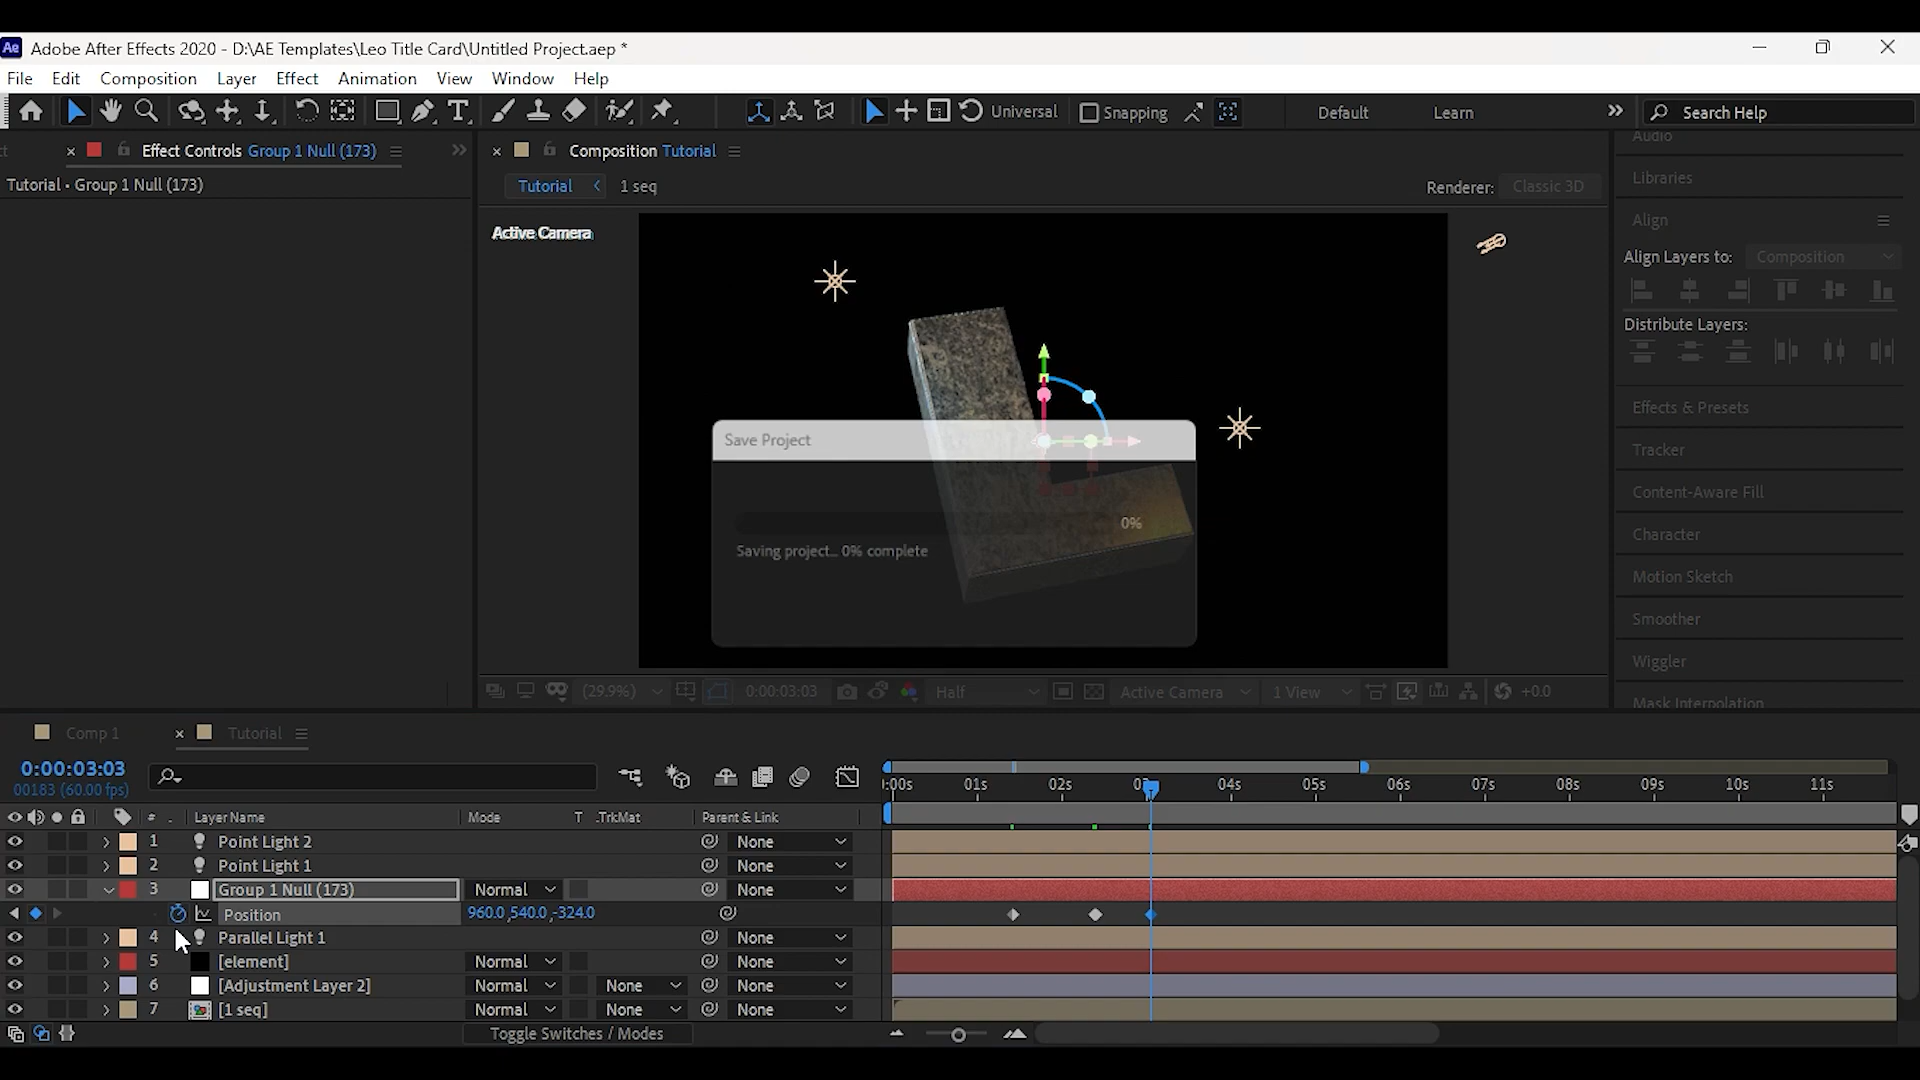 Adobe After Effects 2020 - D:\AE Templates\Leo Title Card\Untitled Project.aep *
File Edit Composition Layer Effect Animation View Window Help
Universal Snapping Default Learn Search Help
Effect Controls Group 1 Null (173)
Tutorial • Group 1 Null (173)
Composition Tutorial
Tutorial 1 seq
Renderer: Classic 3D
Active Camera
Save Project
0%
Saving project... 0% complete
(29.9%) 0:00:03:03 Half Active Camera 1 View +0.0
Audio
Libraries
Align
Align Layers to: Composition
Distribute Layers:
Effects & Presets
Tracker
Content-Aware Fill
Character
Motion Sketch
Smoother
Wiggler
Mask Interpolation
Comp 1 Tutorial
0:00:03:03
00183 (60.00 fps)
:00s 01s 02s 03 04s 05s 06s 07s 08s 09s 10s 11s
# Layer Name Mode T .TrkMat Parent & Link
1 Point Light 2 None
2 Point Light 1 None
3 Group 1 Null (173) Normal None
Position 960.0,540.0,-324.0
4 Parallel Light 1 None
5 [element] Normal None
6 [Adjustment Layer 2] Normal None None
7 [1 seq] Normal None None
Toggle Switches / Modes